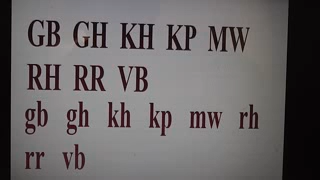 GB GH KH KP MW
RH RR VB
gb gh kh kp mw rh
rr vb